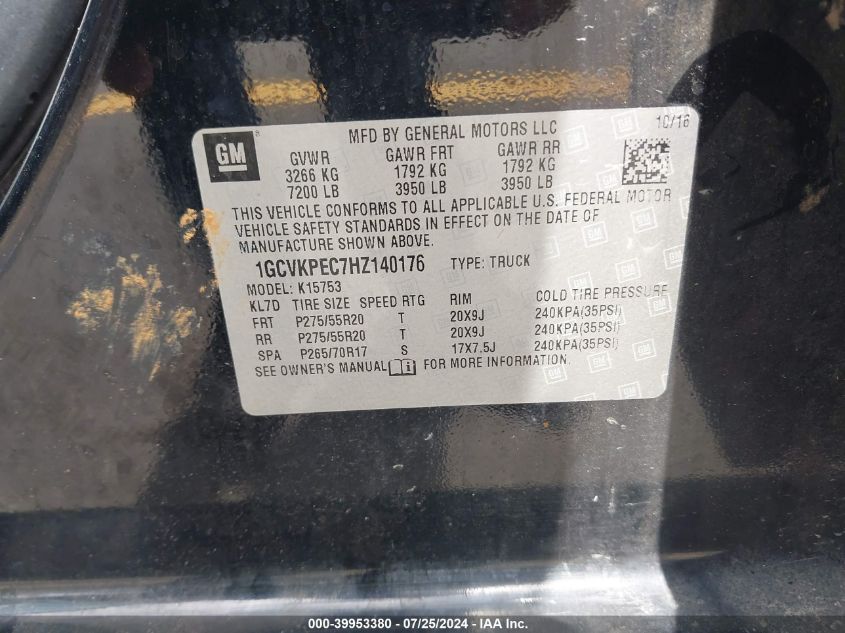 GM
MFD BY GENERAL MOTORS LLC 10/16
GVWR GAWR FRT GAWR RR
3266 KG 1792 KG 1792 KG
7200 LB 3950 LB 3950 LB
THIS VEHICLE CONFORMS TO ALL APPLICABLE U.S. FEDERAL MOTOR
VEHICLE SAFETY STANDARDS IN EFFECT ON THE DATE OF
MANUFACTURE SHOWN ABOVE.
1GCVKPEC7HZ140176 TYPE: TRUCK
MODEL: K15753
KL7D TIRE SIZE SPEED RTG RIM COLD TIRE PRESSURE
FRT P275/55R20 T 20X9J 240KPA(35PSI)
RR P275/55R20 T 20X9J 240KPA(35PSI)
SPA P265/70R17 S 17X7.5J 240KPA(35PSI)
SEE OWNER'S MANUAL FOR MORE INFORMATION.
000-39953380 - 07/25/2024 - IAA Inc.